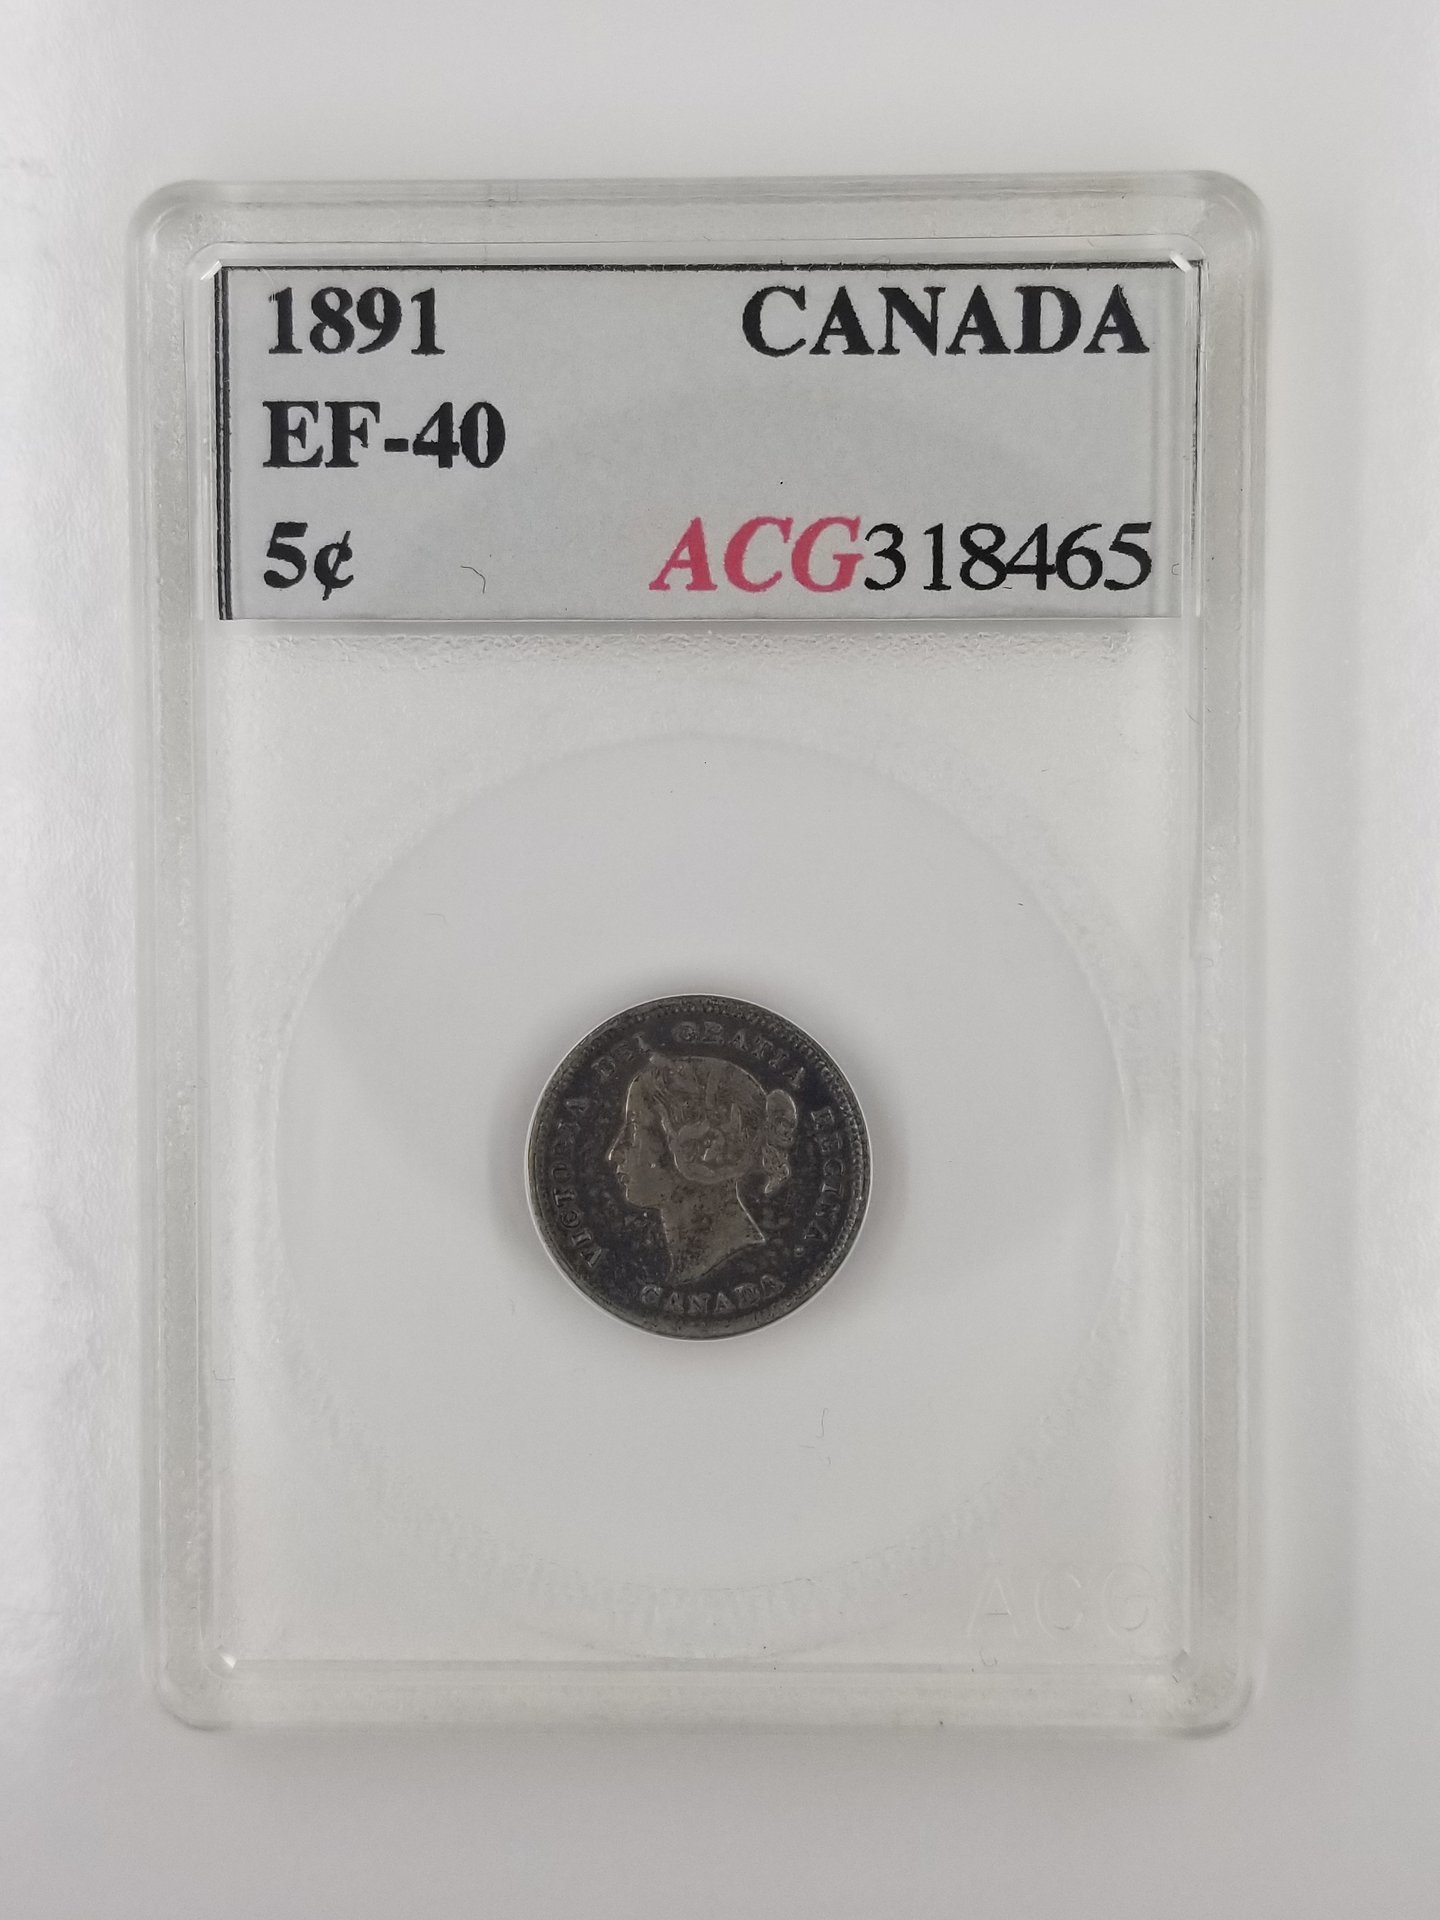 1891 CANADA
EF-40
5¢ ACG318465
VICTORIA DEI GRATIA REGINA.
CANADA
ACG